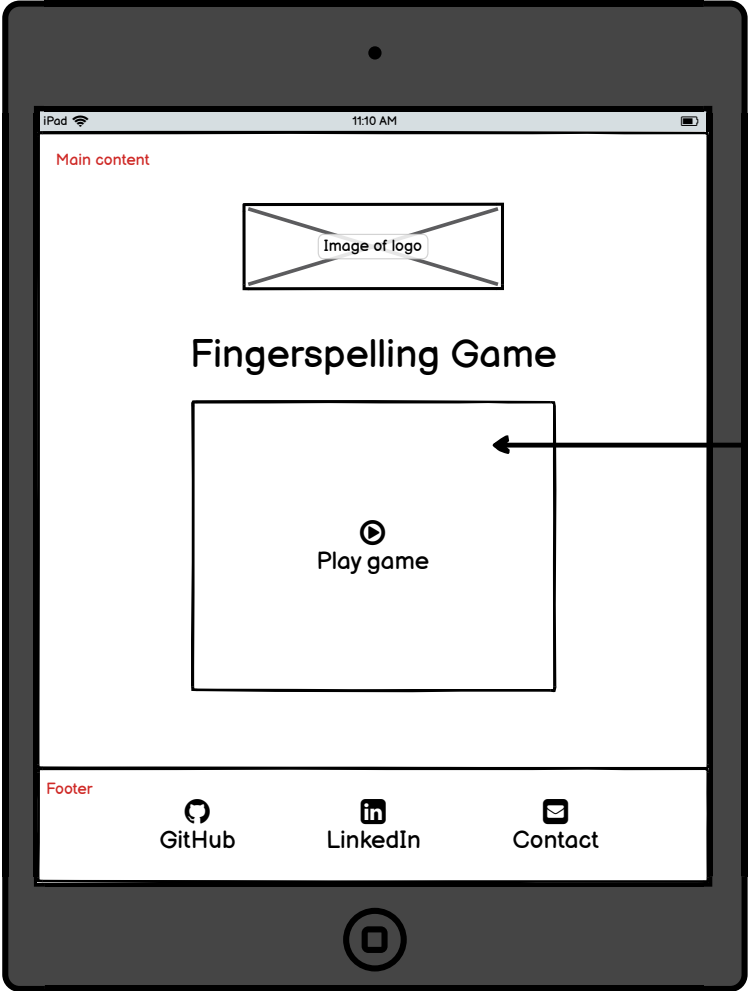 iPad 11:10 AM
Main content
Image of logo
Fingerspelling Game
Play game
Footer
GitHub LinkedIn Contact